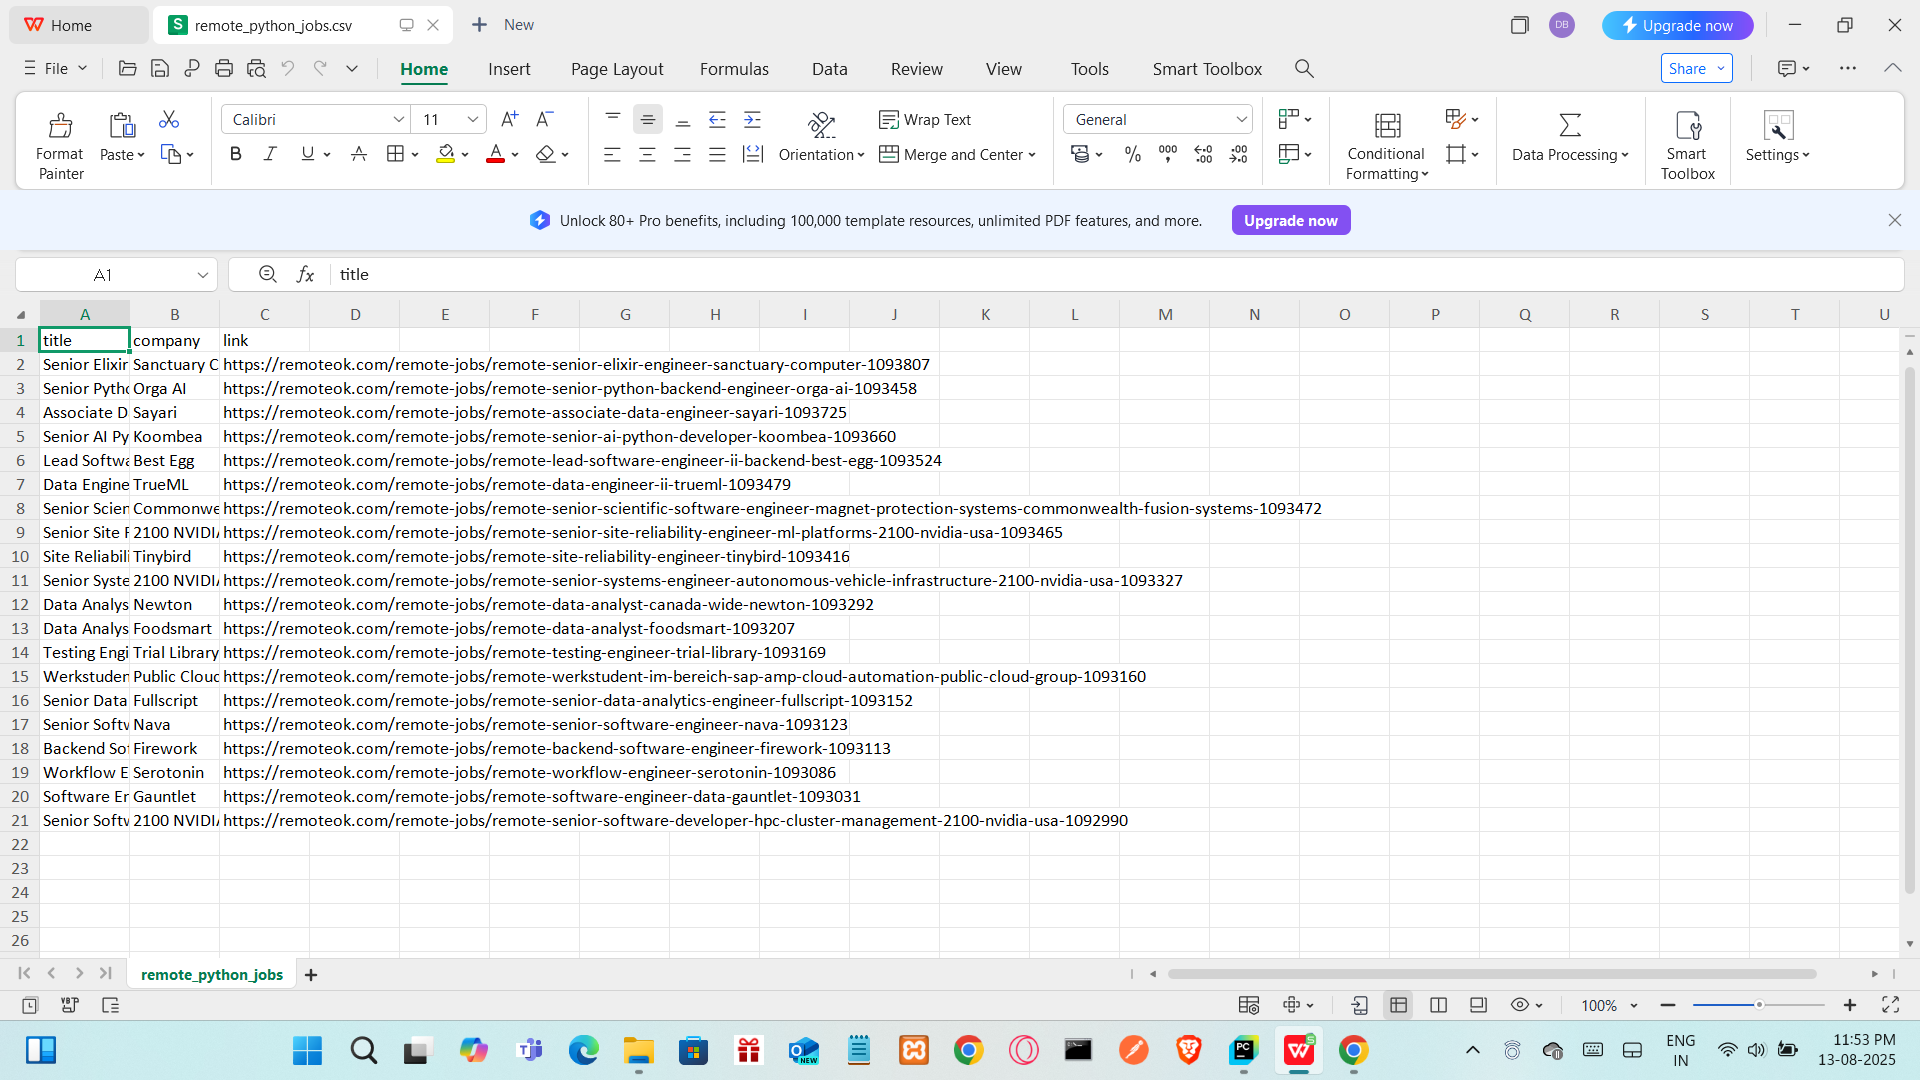 Home
remote_python_jobs.csv
New
DB
Upgrade now
File
Home
Insert
Page Layout
Formulas
Data
Review
View
Tools
Smart Toolbox
Share
Format
Painter
Paste
Calibri
11
Orientation
Wrap Text
Merge and Center
General
Conditional
Formatting
Data Processing
Smart
Toolbox
Settings
Unlock 80+ Pro benefits, including 100,000 template resources, unlimited PDF features, and more.
Upgrade now
A1
fx
title
A B C D E F G H I J K L M N O P Q R S T U
1 title company link
2 Senior Elixir Sanctuary C https://remoteok.com/remote-jobs/remote-senior-elixir-engineer-sanctuary-computer-1093807
3 Senior Pytho Orga AI https://remoteok.com/remote-jobs/remote-senior-python-backend-engineer-orga-ai-1093458
4 Associate D Sayari https://remoteok.com/remote-jobs/remote-associate-data-engineer-sayari-1093725
5 Senior AI Py Koombea https://remoteok.com/remote-jobs/remote-senior-ai-python-developer-koombea-1093660
6 Lead Softwa Best Egg https://remoteok.com/remote-jobs/remote-lead-software-engineer-ii-backend-best-egg-1093524
7 Data Engine TrueML https://remoteok.com/remote-jobs/remote-data-engineer-ii-trueml-1093479
8 Senior Scien Commonwe https://remoteok.com/remote-jobs/remote-senior-scientific-software-engineer-magnet-protection-systems-commonwealth-fusion-systems-1093472
9 Senior Site R 2100 NVIDIA https://remoteok.com/remote-jobs/remote-senior-site-reliability-engineer-ml-platforms-2100-nvidia-usa-1093465
10 Site Reliabili Tinybird https://remoteok.com/remote-jobs/remote-site-reliability-engineer-tinybird-1093416
11 Senior Syste 2100 NVIDIA https://remoteok.com/remote-jobs/remote-senior-systems-engineer-autonomous-vehicle-infrastructure-2100-nvidia-usa-1093327
12 Data Analys Newton https://remoteok.com/remote-jobs/remote-data-analyst-canada-wide-newton-1093292
13 Data Analys Foodsmart https://remoteok.com/remote-jobs/remote-data-analyst-foodsmart-1093207
14 Testing Engi Trial Library https://remoteok.com/remote-jobs/remote-testing-engineer-trial-library-1093169
15 Werkstuden Public Cloud https://remoteok.com/remote-jobs/remote-werkstudent-im-bereich-sap-amp-cloud-automation-public-cloud-group-1093160
16 Senior Data Fullscript https://remoteok.com/remote-jobs/remote-senior-data-analytics-engineer-fullscript-1093152
17 Senior Softw Nava https://remoteok.com/remote-jobs/remote-senior-software-engineer-nava-1093123
18 Backend Sof Firework https://remoteok.com/remote-jobs/remote-backend-software-engineer-firework-1093113
19 Workflow E Serotonin https://remoteok.com/remote-jobs/remote-workflow-engineer-serotonin-1093086
20 Software En Gauntlet https://remoteok.com/remote-jobs/remote-software-engineer-data-gauntlet-1093031
21 Senior Softw 2100 NVIDIA https://remoteok.com/remote-jobs/remote-senior-software-developer-hpc-cluster-management-2100-nvidia-usa-1092990
22
23
24
25
26
remote_python_jobs
100%
ENG
IN
11:53 PM
13-08-2025